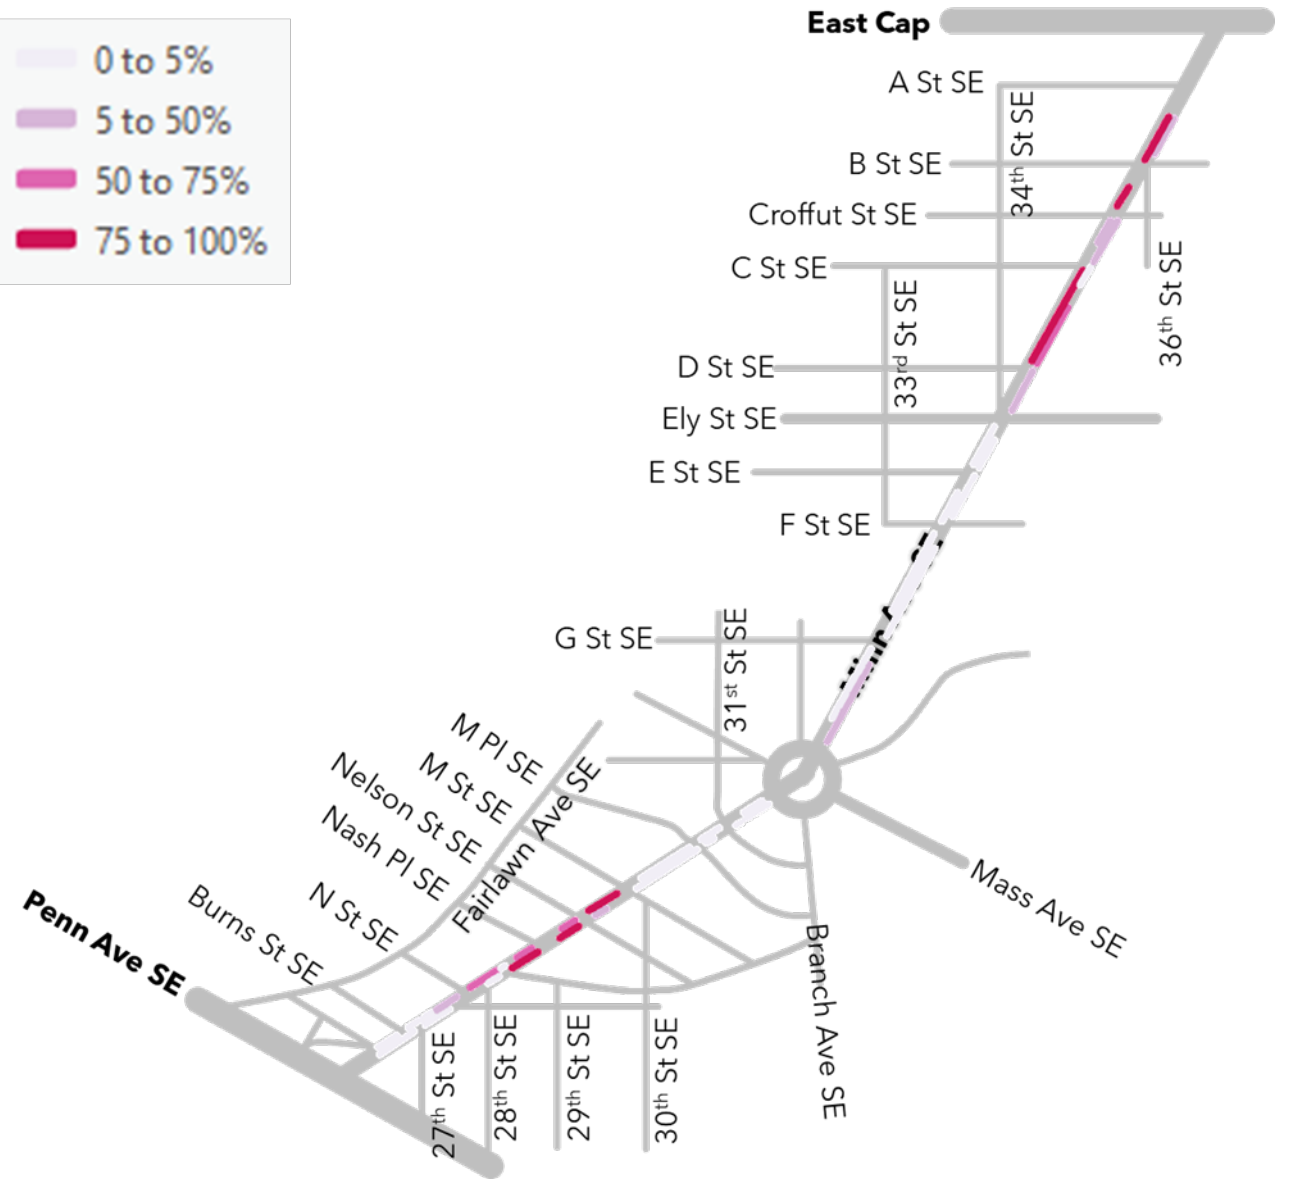 0 to 5%
5 to 50%
50 to 75%
75 to 100%
East Cap
A St SE
34th St SE
B St SE
Croffut St SE
36th St SE
C St SE
33rd St SE
D St SE
Ely St SE
E St SE
F St SE
G St SE
31st St SE
M Pl SE
M St SE
Nelson St SE
Nash Pl SE
Fairlawn Ave SE
N St SE
Burns St SE
Penn Ave SE
Mass Ave SE
Branch Ave SE
27th St SE
28th St SE
29th St SE
30th St SE